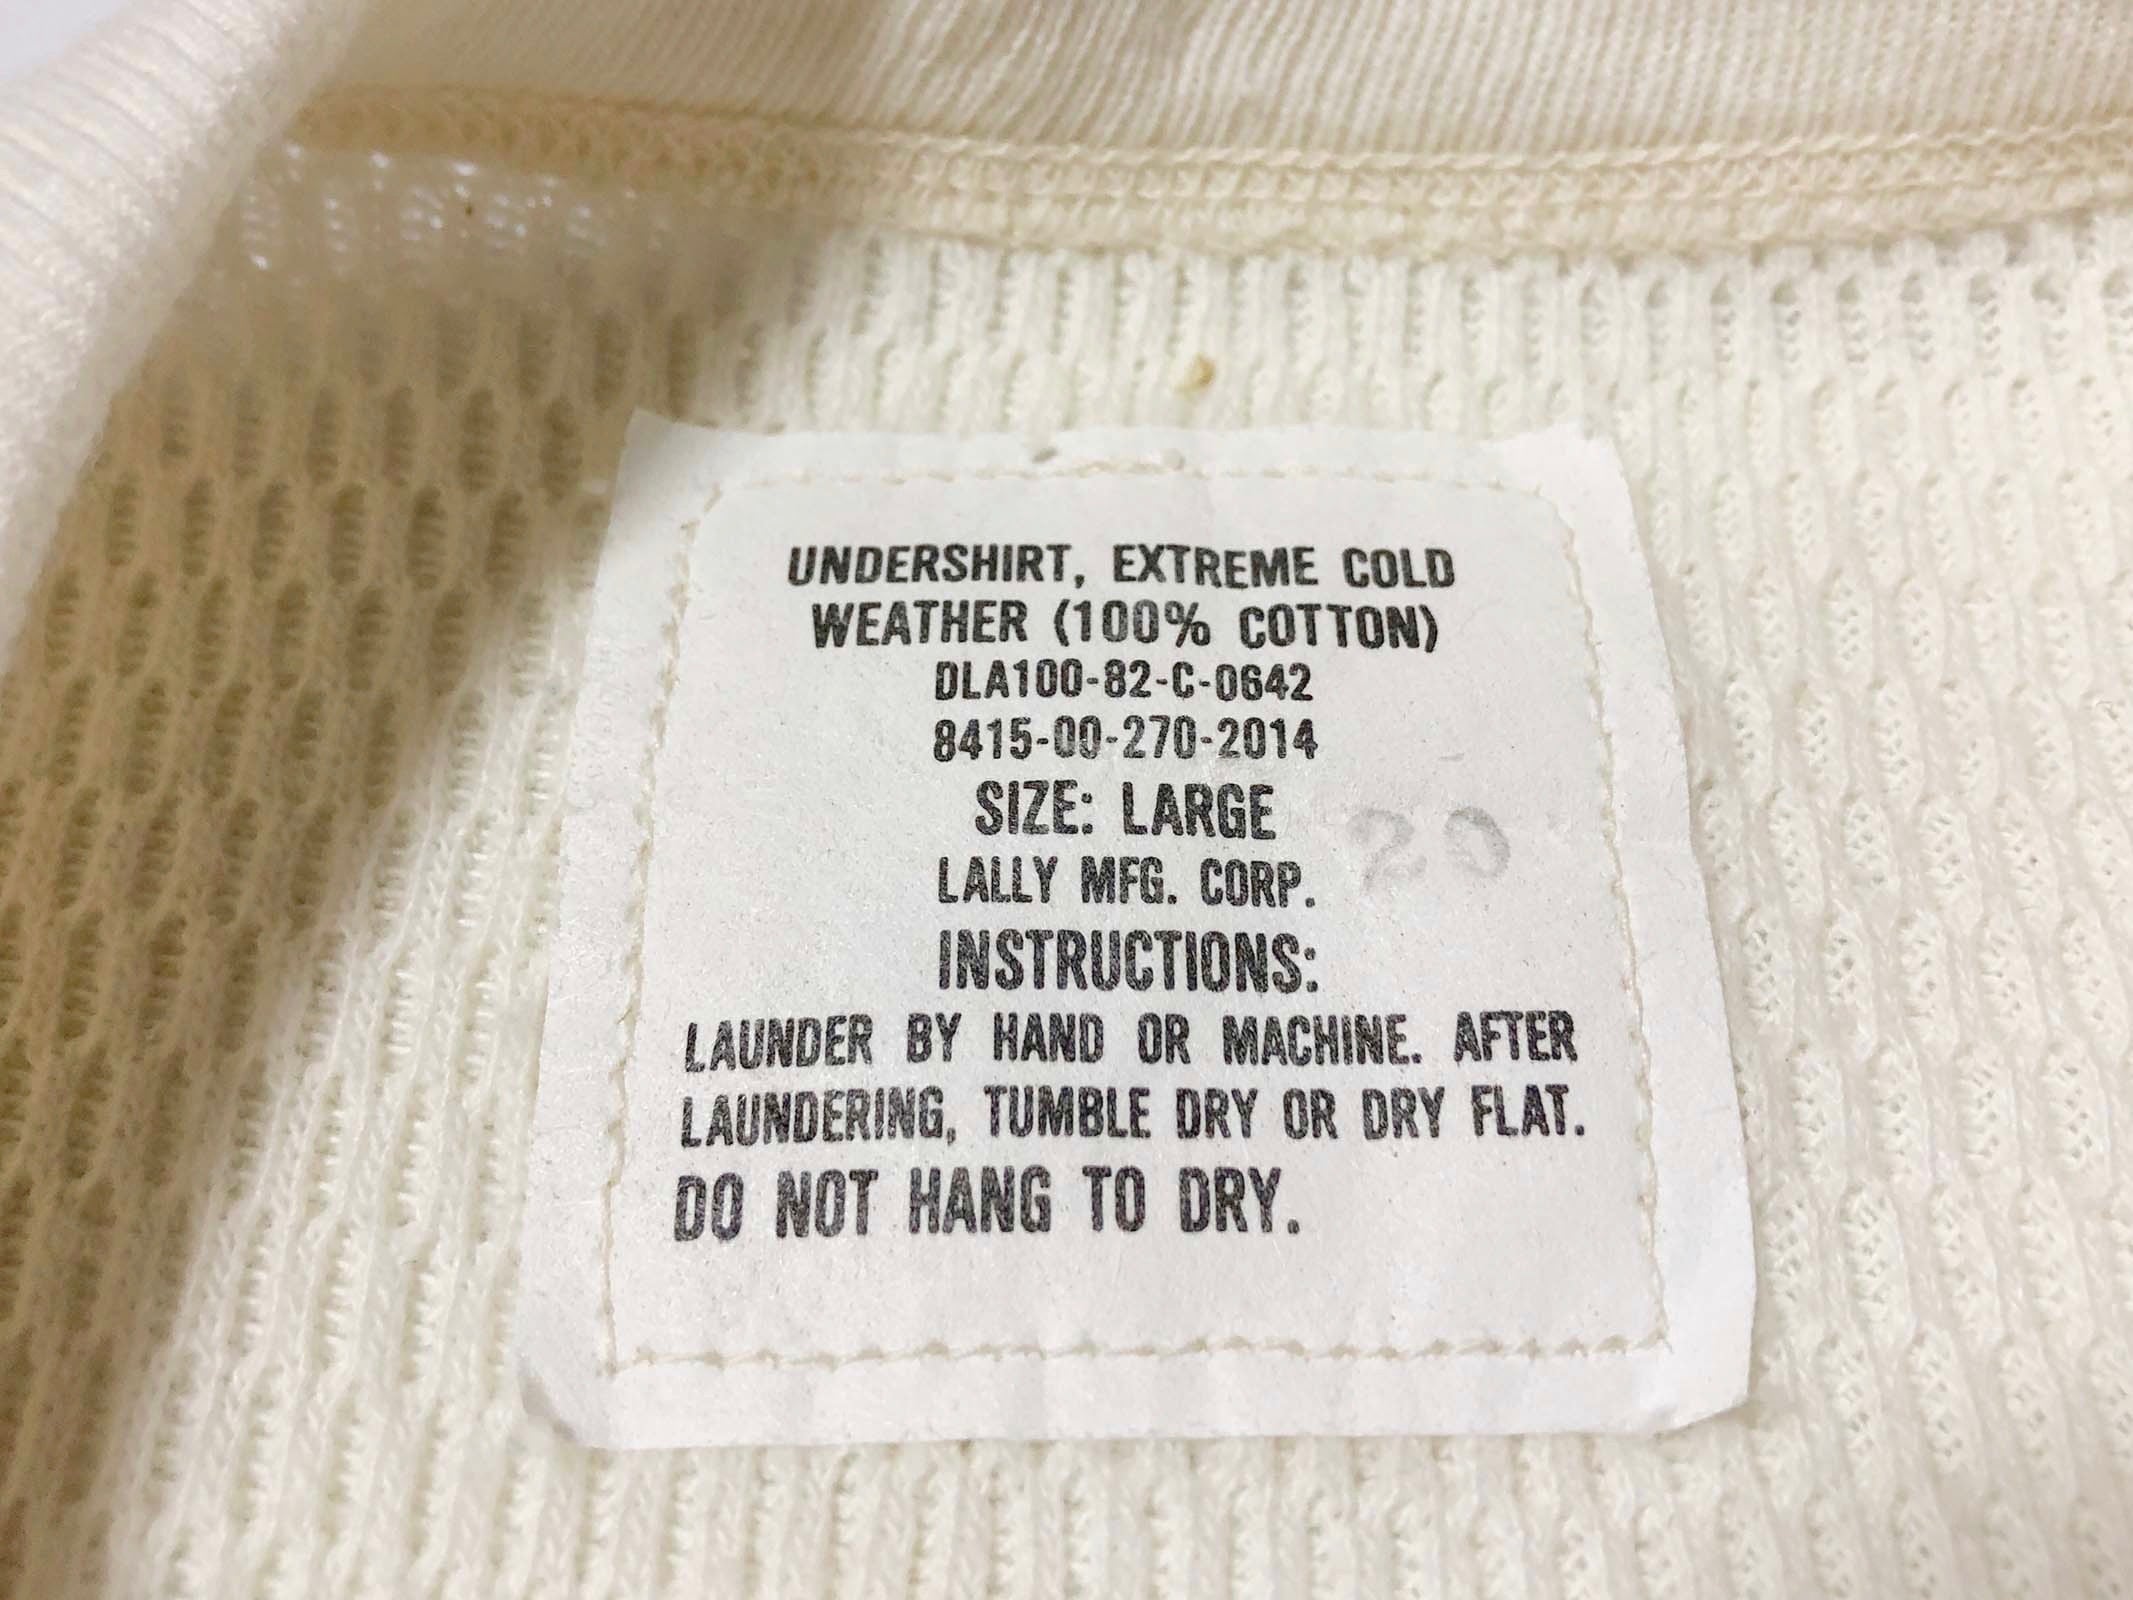 UNDERSHIRT, EXTREME COLD
WEATHER (100% COTTON)
DLA100-82-C-0642
8415-00-270-2014
SIZE: LARGE
20
LALLY MFG. CORP.
INSTRUCTIONS:
LAUNDER BY HAND OR MACHINE. AFTER
LAUNDERING, TUMBLE DRY OR DRY FLAT.
DO NOT HANG TO DRY.